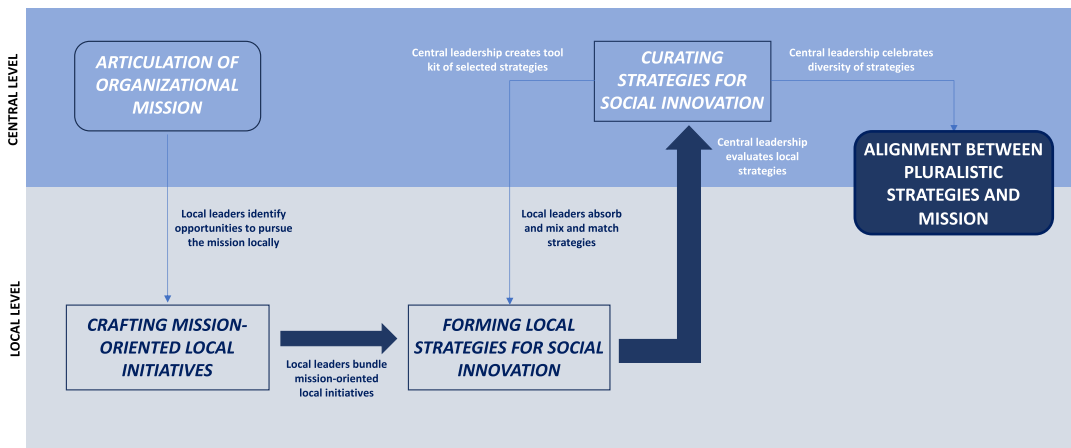 CENTRAL LEVEL
ARTICULATION OF
ORGANIZATIONAL
MISSION
Central leadership creates tool
kit of selected strategies
CURATING
STRATEGIES FOR
SOCIAL INNOVATION
Central leadership celebrates
diversity of strategies
Central leadership
evaluates local
strategies
ALIGNMENT BETWEEN
PLURALISTIC
STRATEGIES AND
MISSION
LOCAL LEVEL
Local leaders identify
opportunities to pursue
the mission locally
Local leaders absorb
and mix and match
strategies
CRAFTING MISSION-
ORIENTED LOCAL
INITIATIVES
Local leaders bundle
mission-oriented
local initiatives
FORMING LOCAL
STRATEGIES FOR SOCIAL
INNOVATION